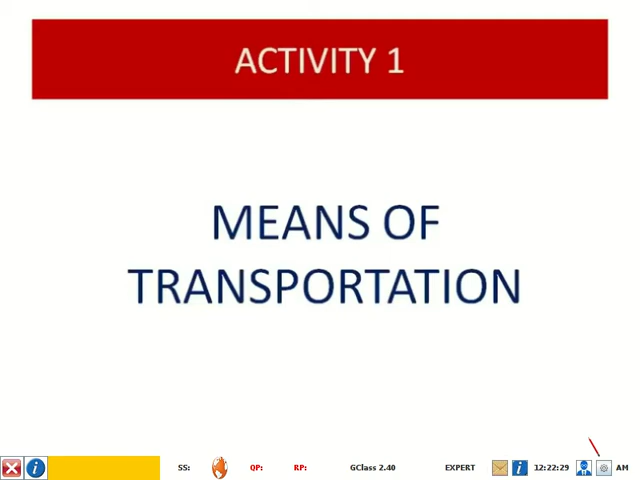 ACTIVITY 1
MEANS OF
TRANSPORTATION
SS: QP: RP: GClass 2.40 EXPERT 12:22:29 AM